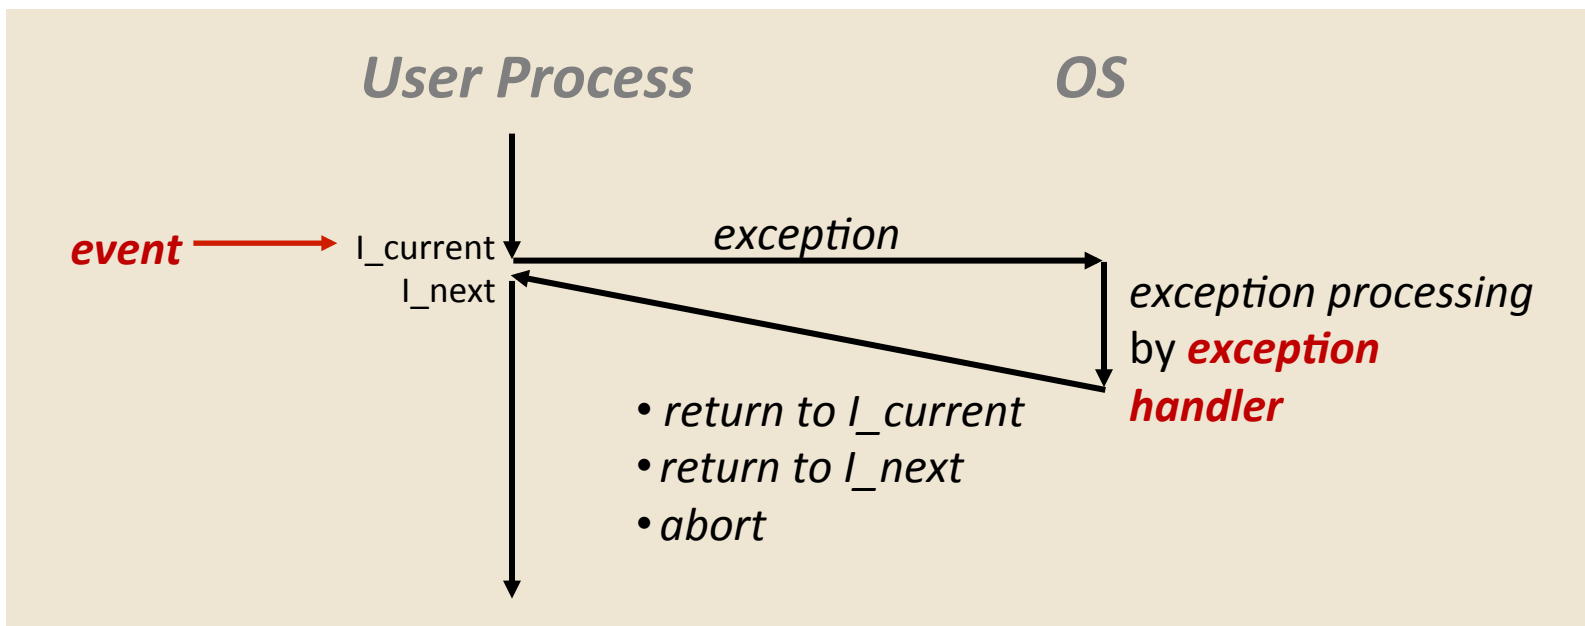 User Process
OS
event
I_current
exception
I_next
exception processing
by exception
handler
• return to I_current
• return to I_next
• abort